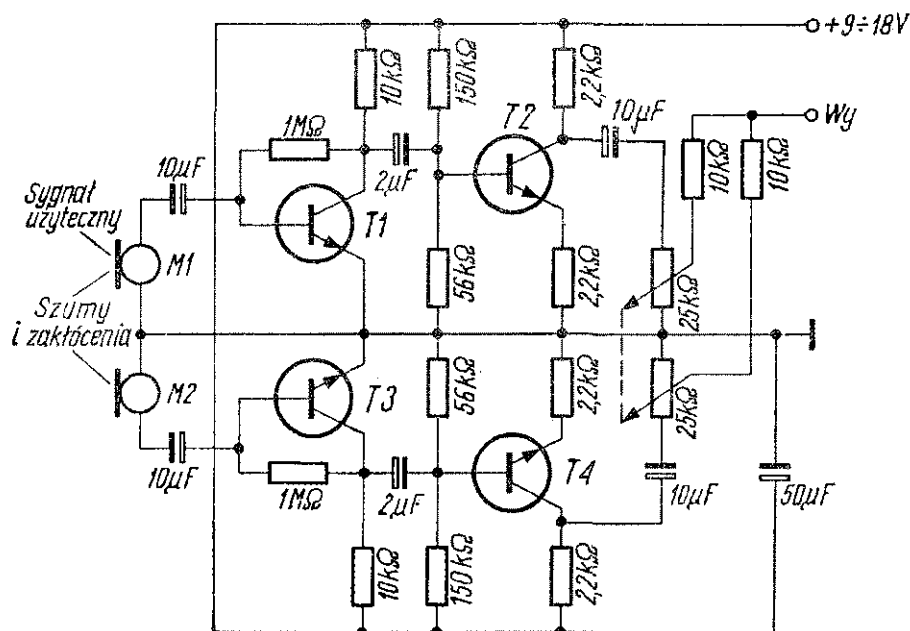 +9÷18V
10kΩ
150kΩ
2,2kΩ
T2
10μF
Wy
1MΩ
10μF
2μF
10kΩ
10kΩ
Sygnał
użyteczny
T1
M1
56kΩ
2,2kΩ
25kΩ
Szumy
i zakłócenia
M2
T3
56kΩ
2,2kΩ
25kΩ
10μF
1MΩ
2μF
T4
10μF
50μF
10kΩ
150kΩ
2,2kΩ